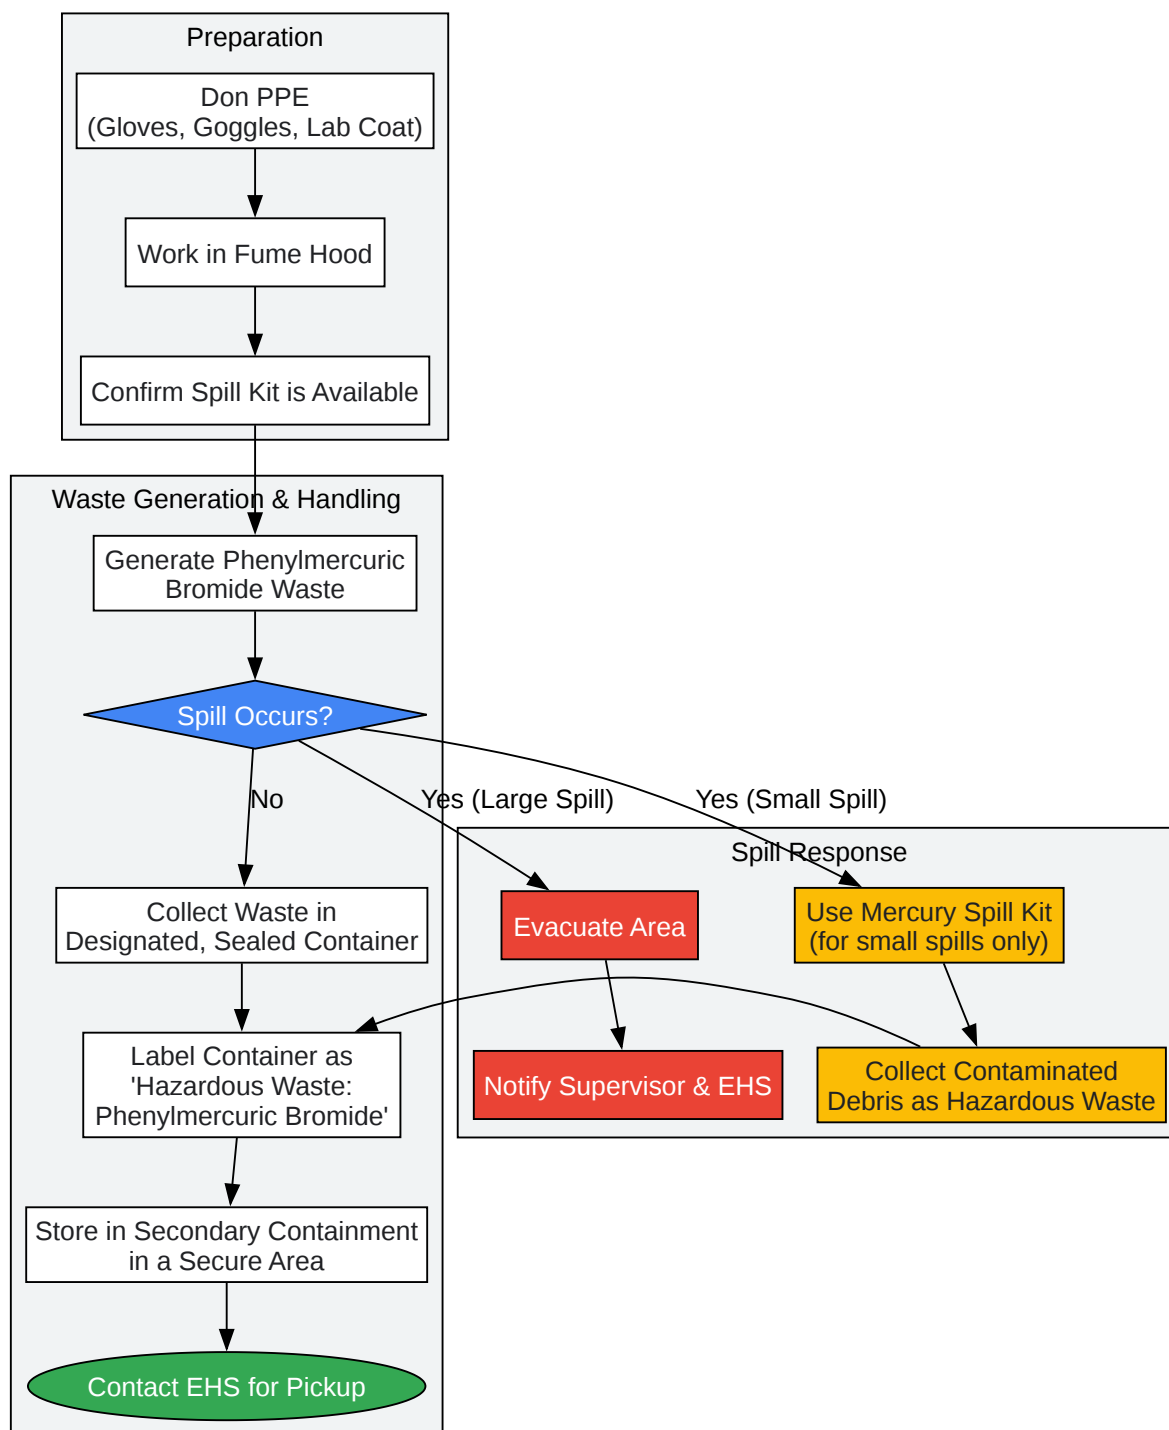 Preparation
Don PPE
(Gloves, Goggles, Lab Coat)
Work in Fume Hood
Confirm Spill Kit is Available
Waste Generation & Handling
Generate Phenylmercuric
Bromide Waste
Spill Occurs?
No
Yes (Large Spill)
Yes (Small Spill)
Spill Response
Collect Waste in
Designated, Sealed Container
Evacuate Area
Use Mercury Spill Kit
(for small spills only)
Label Container as
'Hazardous Waste:
Phenylmercuric Bromide'
Notify Supervisor & EHS
Collect Contaminated
Debris as Hazardous Waste
Store in Secondary Containment
in a Secure Area
Contact EHS for Pickup